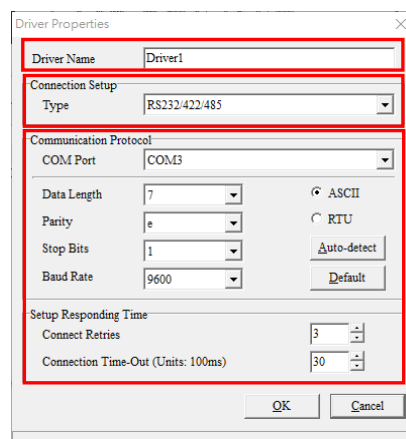 Driver Properties
Driver Name Driver1
Connection Setup
Type RS232/422/485
Communication Protocol
COM Port COM3
Data Length 7 ASCII
Parity e RTU
Stop Bits 1 Auto-detect
Baud Rate 9600 Default
Setup Responding Time
Connect Retries 3
Connection Time-Out (Units: 100ms) 30
OK Cancel